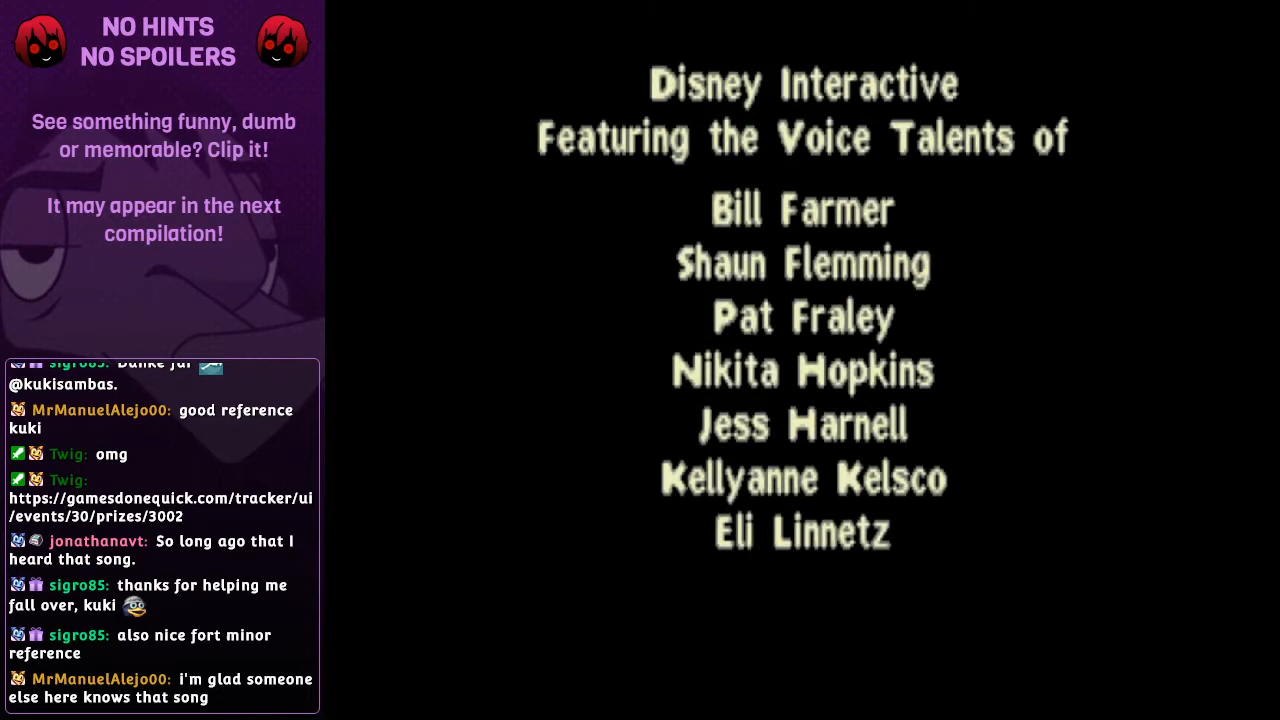 NO HINTS
NO SPOILERS
See something funny, dumb
or memorable? Clip it!
It may appear in the next
compilation!
sigro85: Danke für
@kukisambas.
MrManuelAlejo00: good reference
kuki
Twig: omg
Twig:
https://gamesdonequick.com/tracker/ui
/events/30/prizes/3002
jonathanavt: So long ago that I
heard that song.
sigro85: thanks for helping me
fall over, kuki
sigro85: also nice fort minor
reference
MrManuelAlejo00: i'm glad someone
else here knows that song
Disney Interactive
Featuring the Voice Talents of
Bill Farmer
Shaun Flemming
Pat Fraley
Nikita Hopkins
Jess Harnell
Kellyanne Kelsco
Eli Linnetz